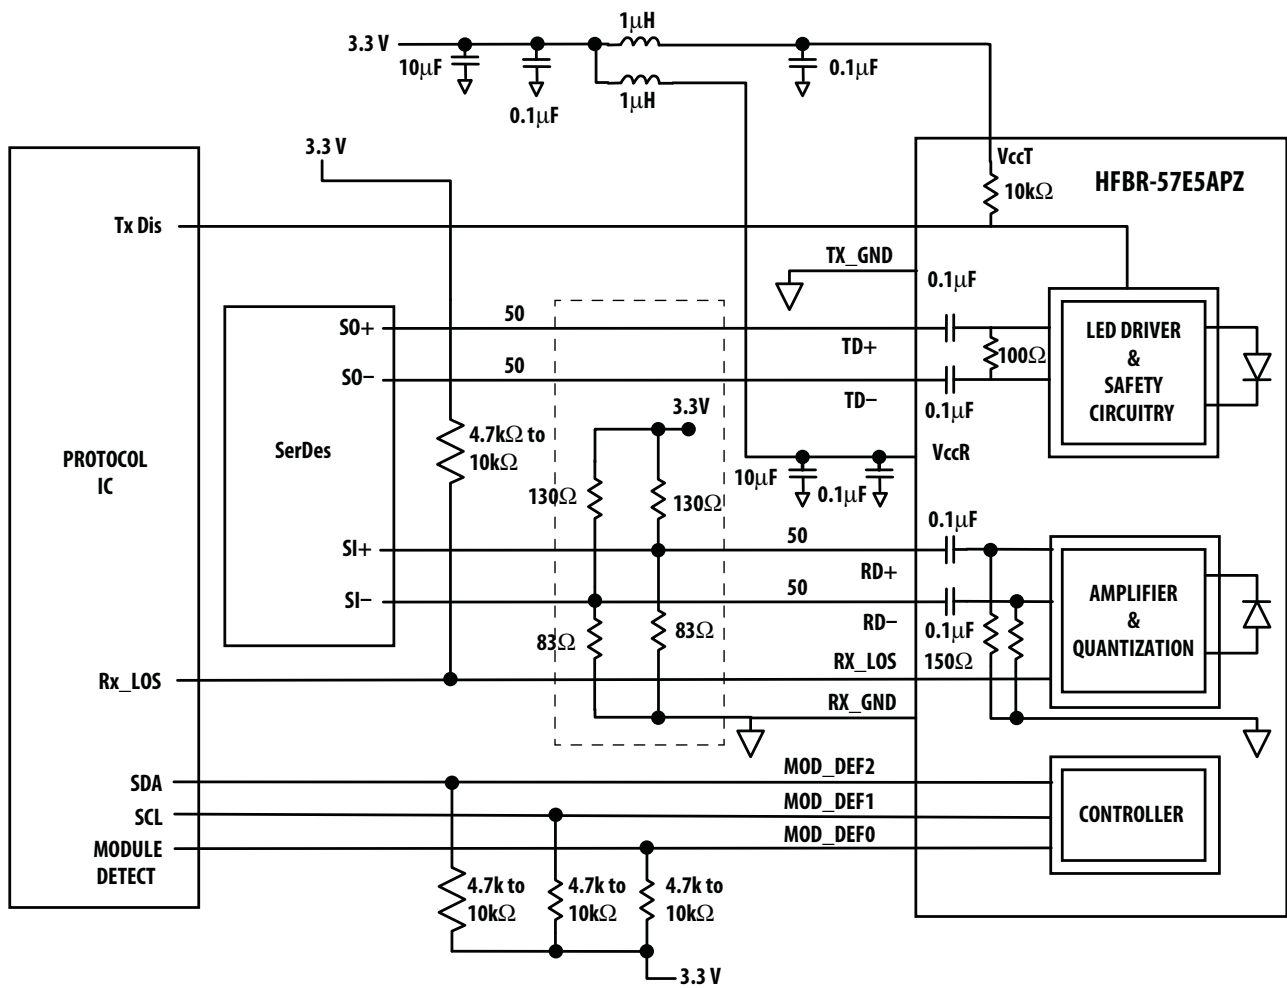 1μH
3.3 V
10μF
0.1μF
0.1μF
1μH
3.3 V
VccT
10kΩ
HFBR-57E5APZ
Tx Dis
TX_GND
0.1μF
SO+
50
TD+
100Ω
LED DRIVER
&
SAFETY
CIRCUITRY
SO−
50
TD−
0.1μF
3.3V
PROTOCOL
IC
SerDes
4.7kΩ to
10kΩ
VccR
10μF
0.1μF
130Ω
130Ω
0.1μF
SI+
50
RD+
SI−
50
RD−
0.1μF
AMPLIFIER
&
QUANTIZATION
83Ω
83Ω
150Ω
Rx_LOS
RX_LOS
RX_GND
SDA
MOD_DEF2
SCL
MOD_DEF1
MODULE
DETECT
MOD_DEF0
CONTROLLER
4.7k to
10kΩ
4.7k to
10kΩ
4.7k to
10kΩ
3.3 V